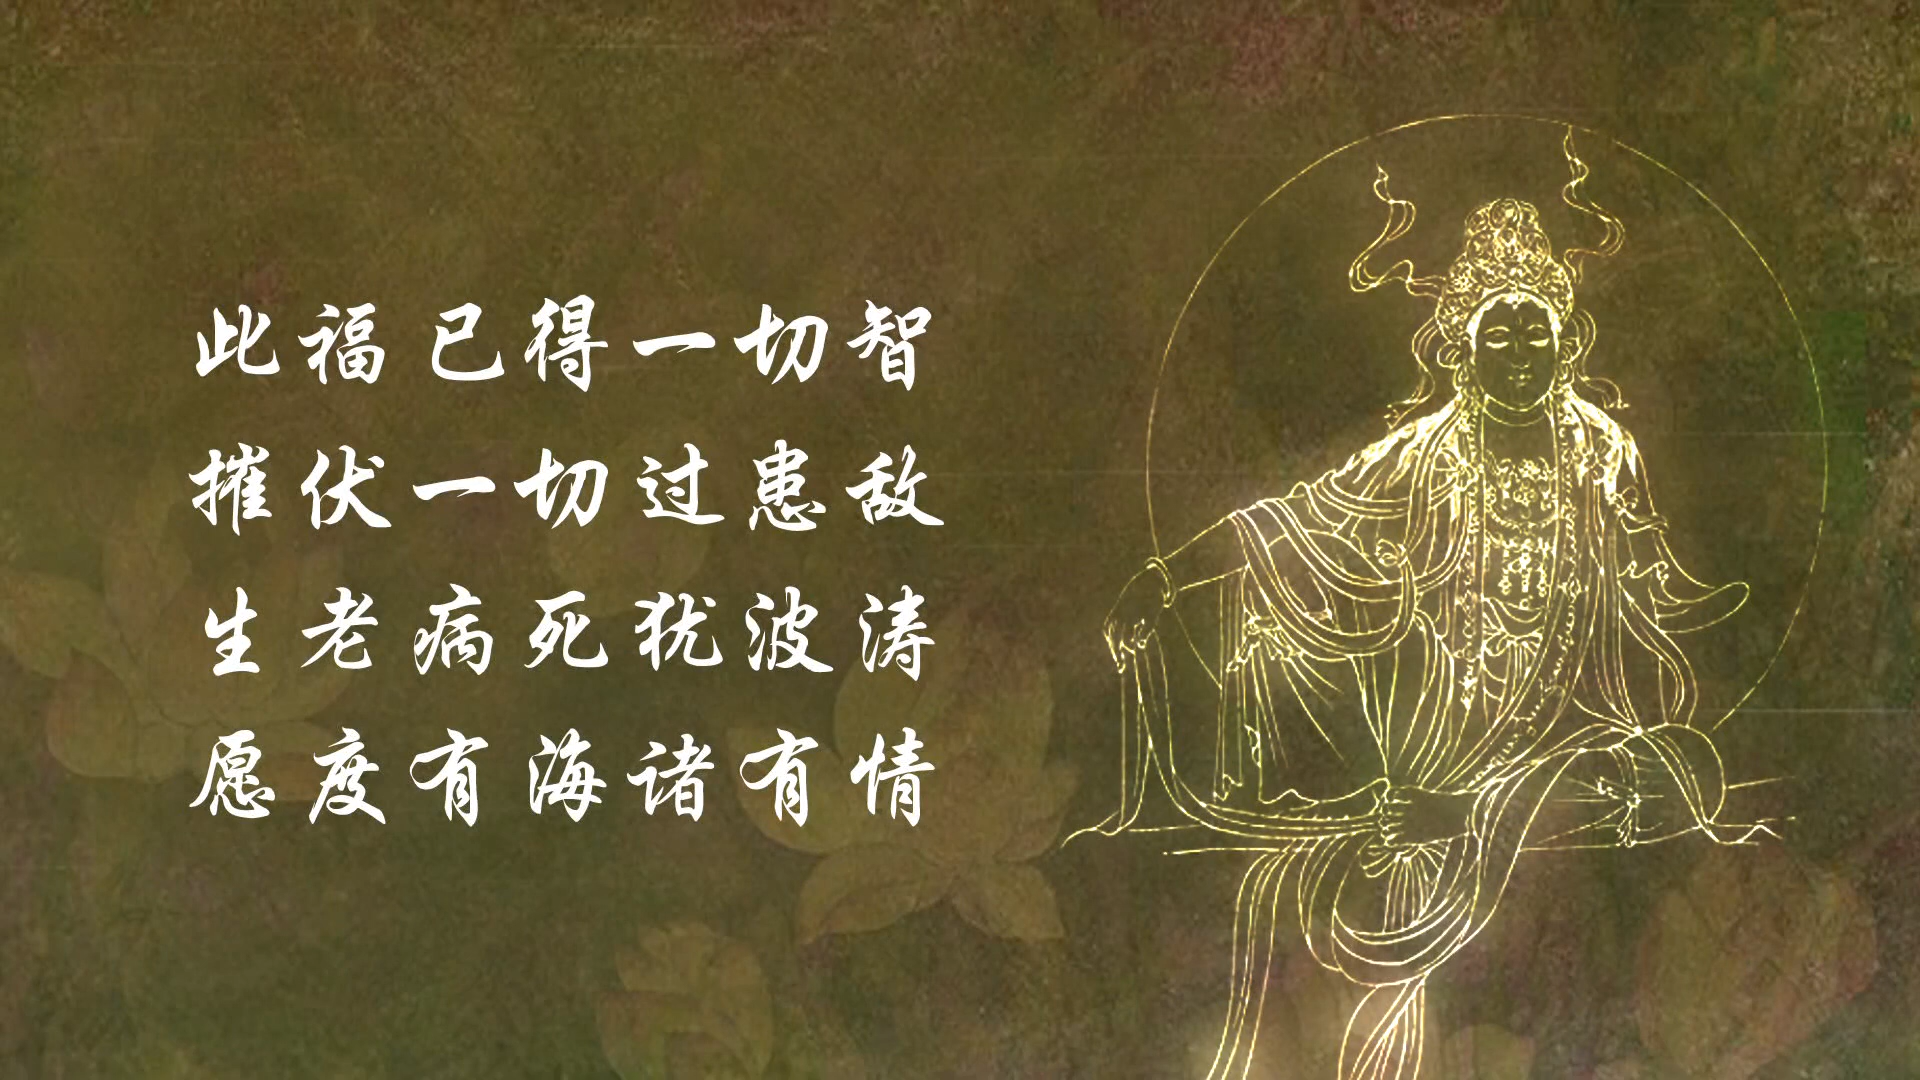 此福已得一切智
摧伏一切过患敌
生老病死犹波涛
愿度有海诸有情